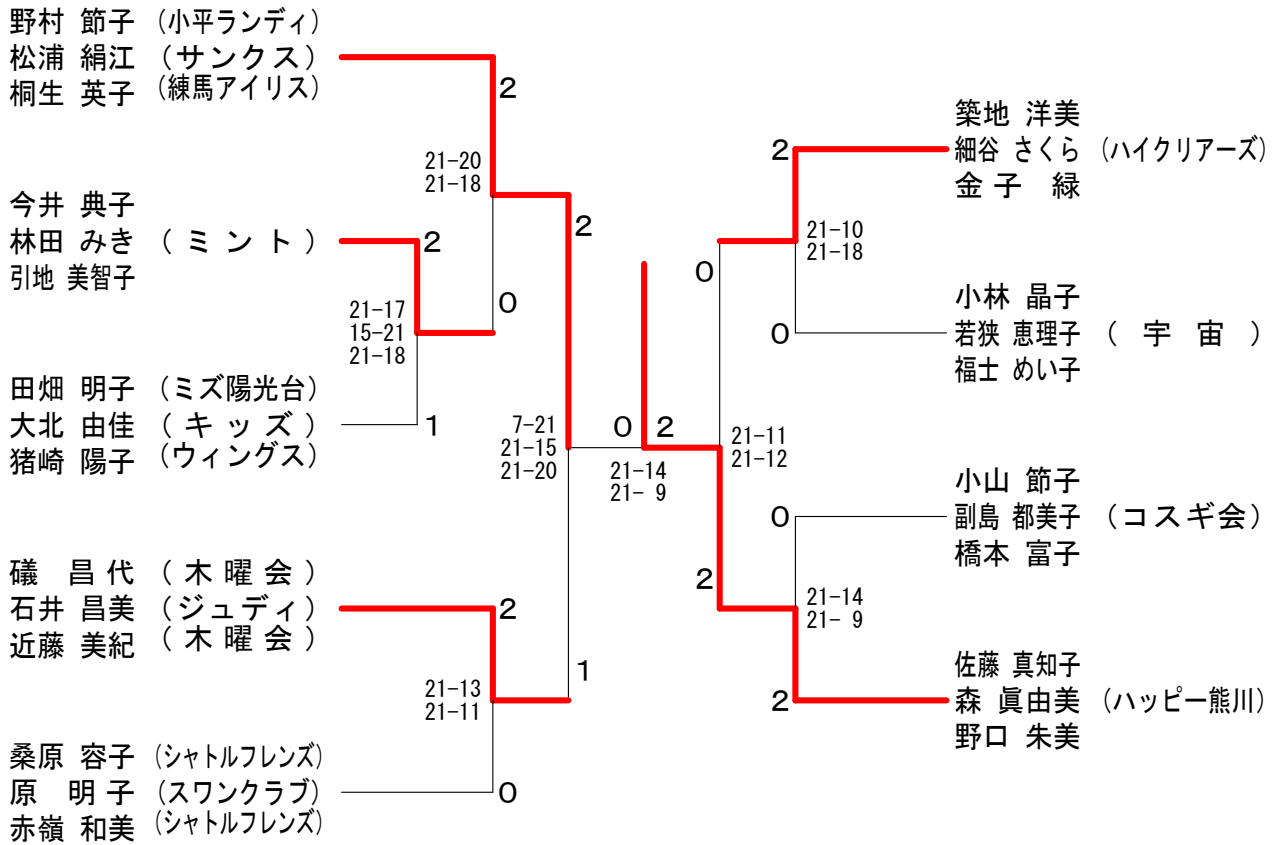 野村 節子 (小平ランディ)
松浦 絹江 (サンクス)
桐生 英子 (練馬アイリス)
2
21-20
21-18
今井 典子
林田 みき (ミント)
引地 美智子
2
0
2
21-17
15-21
21-18
田畑 明子 (ミズ陽光台)
大北 由佳 (キッズ)
猪崎 陽子 (ウィングス)
1
7-21
21-15
21-20
礒 昌代 (木曜会)
石井 昌美 (ジュディ)
近藤 美紀 (木曜会)
2
1
21-13
21-11
桑原 容子 (シャトルフレンズ)
原 明子 (スワンクラブ)
赤嶺 和美 (シャトルフレンズ)
0
0 2
21-14
21- 9
築地 洋美
細谷 さくら (ハイクリアーズ)
金子 緑
2
21-10
21-18
0
小林 晶子
若狭 恵理子 (宇宙)
福士 めい子
0
21-11
21-12
小山 節子
副島 都美子 (コスギ会)
橋本 富子
0
2
21-14
21- 9
佐藤 真知子
森 眞由美 (ハッピー熊川)
野口 朱美
2